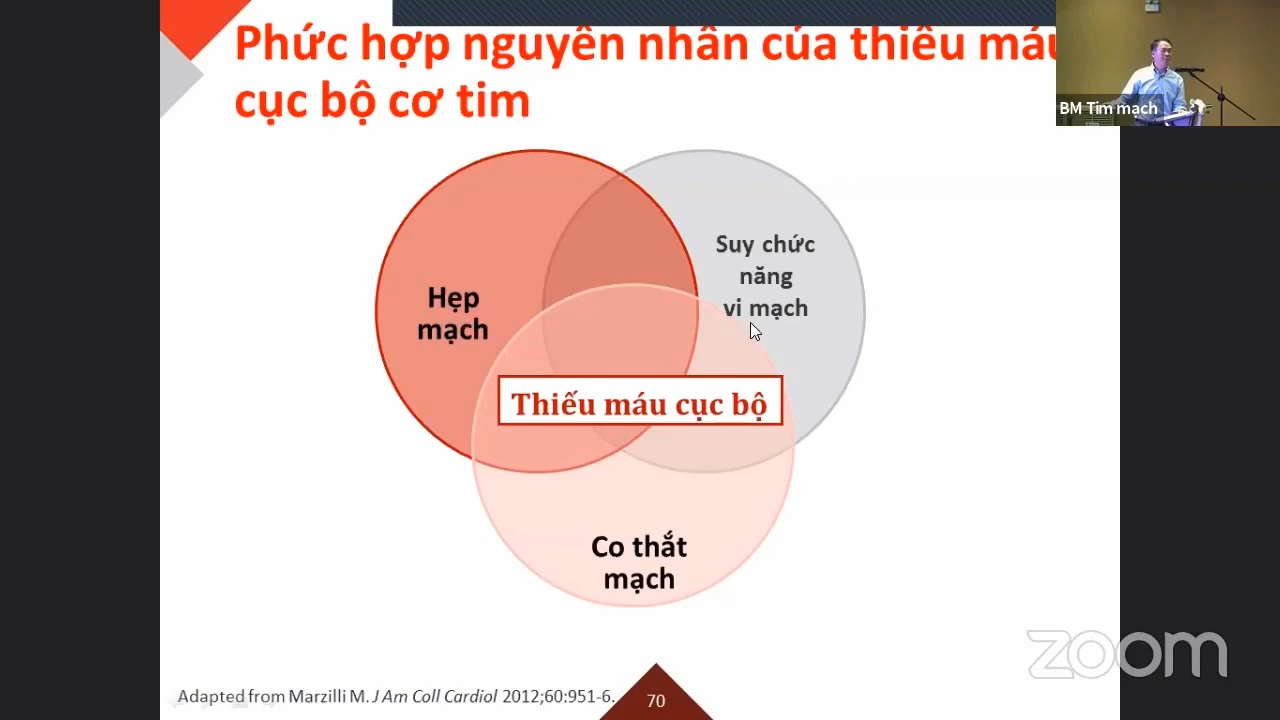 Phức hợp nguyên nhân của thiếu máu
cục bộ cơ tim
BM Tim mach
Suy chức
năng
vi mạch
Hẹp
mạch
Thiếu máu cục bộ
Co thắt
mạch
zoom
Adapted from Marzilli M. J Am Coll Cardiol 2012;60:951-6.
70